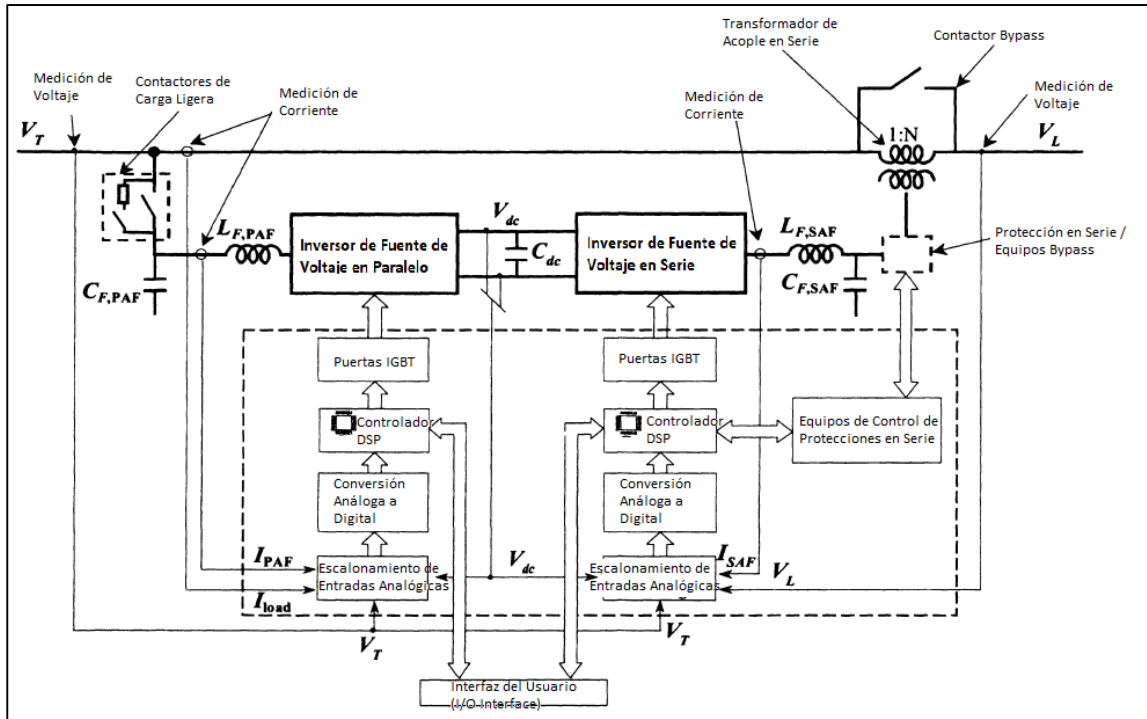 Transformador de
Acople en Serie
Contactor Bypass
Medición de
Voltaje
Contactores de
Carga Ligera
Medición de
Corriente
Medición de
Corriente
Medición de
Voltaje
V_T
1:N
V_L
L_F,PAF
V_dc
L_F,SAF
Inversor de Fuente de
Voltaje en Paralelo
C_dc
Inversor de Fuente de
Voltaje en Serie
Protección en Serie /
Equipos Bypass
C_F,PAF
C_F,SAF
Puertas IGBT
Puertas IGBT
Controlador
DSP
Controlador
DSP
Equipos de Control de
Protecciones en Serie
Conversión
Análoga a
Digital
Conversión
Análoga a
Digital
I_PAF
Escalonamiento de
Entradas Analógicas
V_dc
Escalonamiento de
Entradas Analógicas
I_SAF
V_L
I_load
V_T
V_T
Interfaz del Usuario
(I/O Interface)